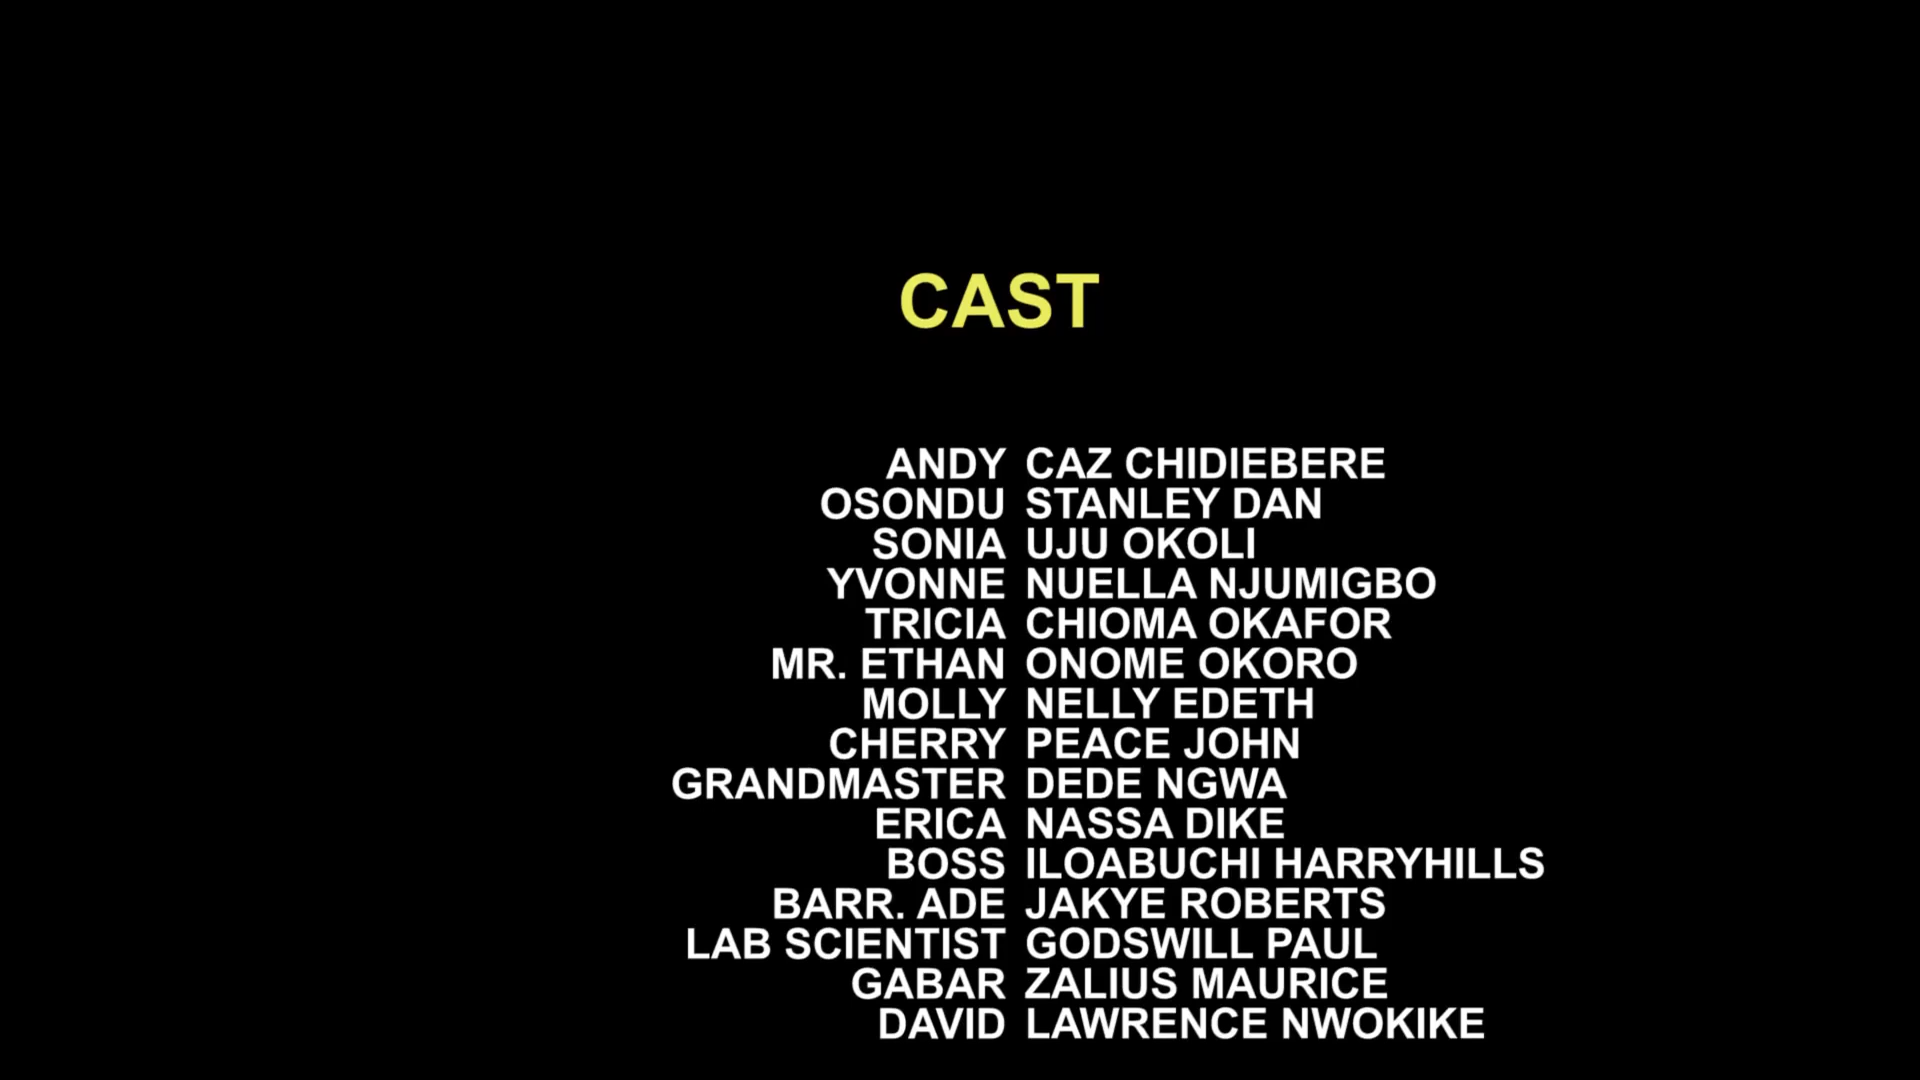 CAST
ANDY CAZ CHIDIEBERE
OSONDU STANLEY DAN
SONIA UJU OKOLI
YVONNE NUELLA NJUMIGBO
TRICIA CHIOMA OKAFOR
MR. ETHAN ONOME OKORO
MOLLY NELLY EDETH
CHERRY PEACE JOHN
GRANDMASTER DEDE NGWA
ERICA NASSA DIKE
BOSS ILOABUCHI HARRYHILLS
BARR. ADE JAKYE ROBERTS
LAB SCIENTIST GODSWILL PAUL
GABAR ZALIUS MAURICE
DAVID LAWRENCE NWOKIKE